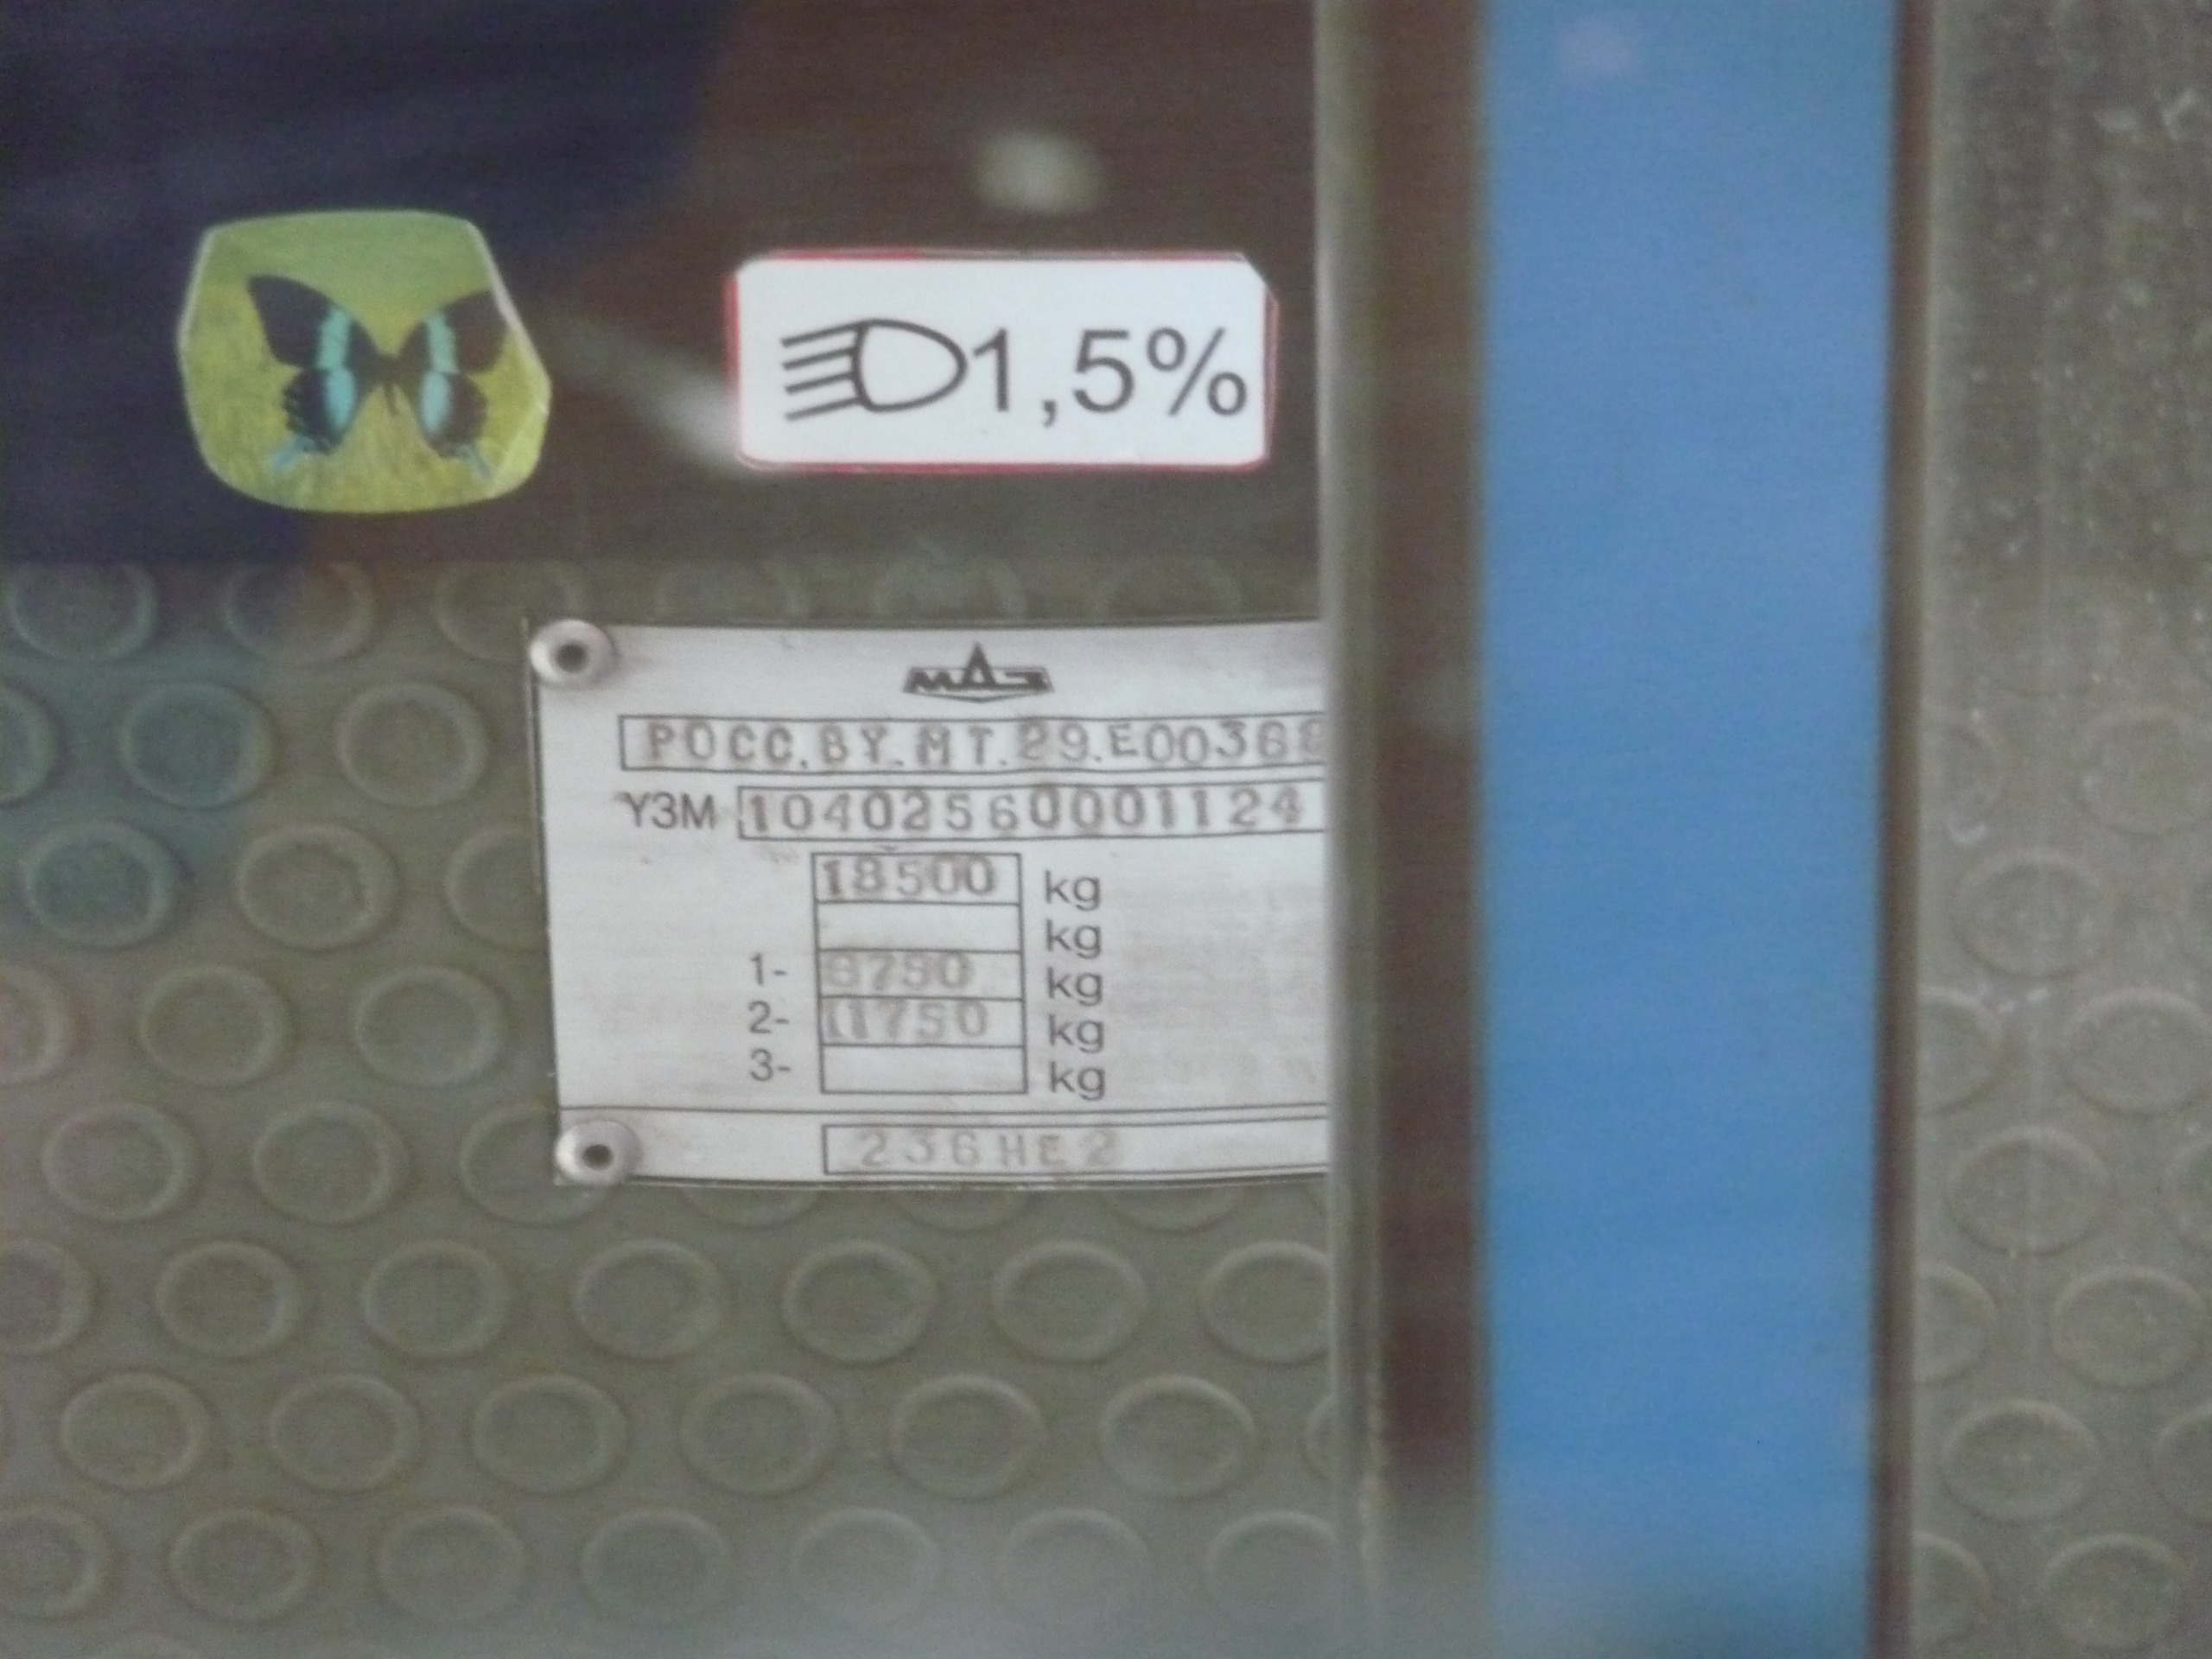 1,5%
МАЗ
РОСС.BY.МТ.29.Е00368
Y3M 10402560001124
18500 kg
kg
1- 8750 kg
2- 11750 kg
3- kg
236НЕ2